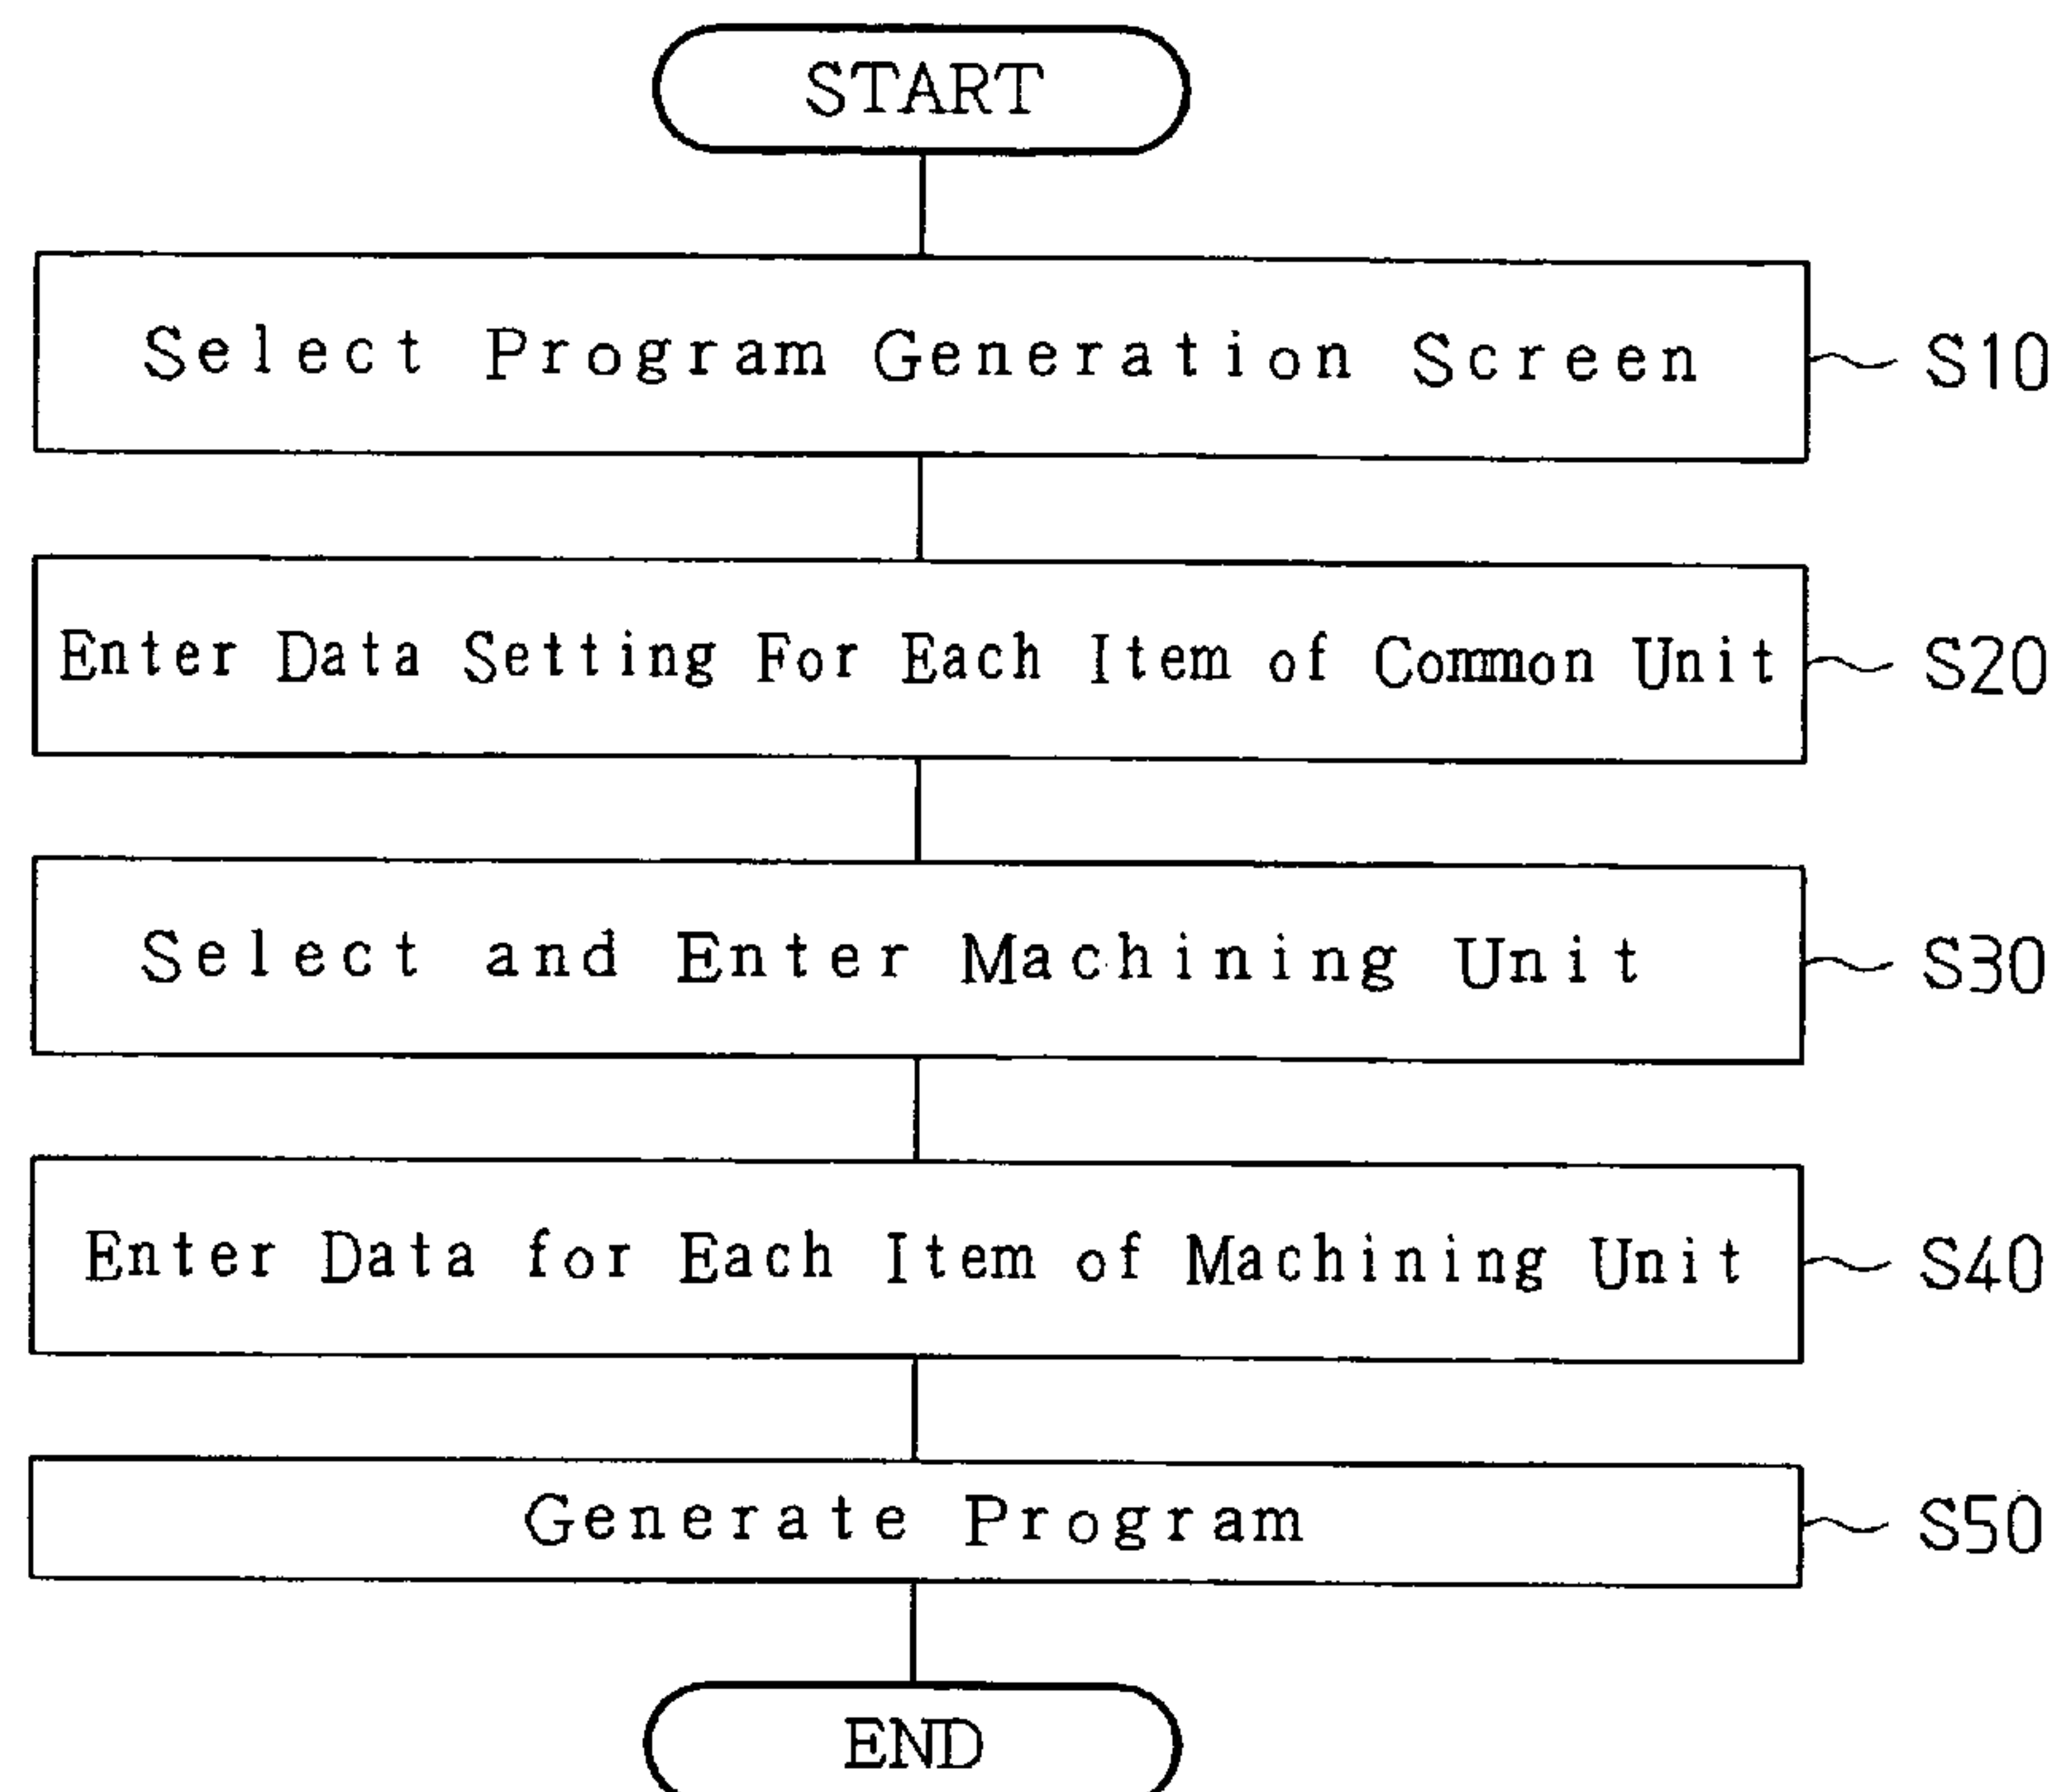 START
Select Program Generation Screen S10
Enter Data Setting For Each Item of Common Unit S20
Select and Enter Machining Unit S30
Enter Data for Each Item of Machining Unit S40
Generate Program S50
END